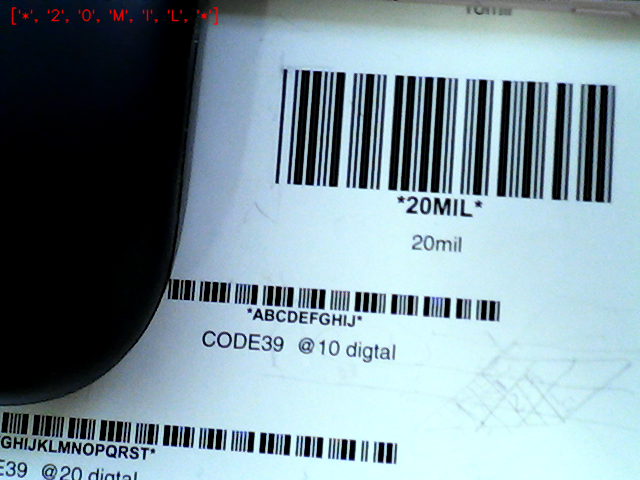 ['*', '2', '0', 'M', 'I', 'L', '*']
*20MIL*
20mil
*ABCDEFGHIJ*
CODE39 @10 digtal
GHIJKLMNOPQRST*
E39 @20 digtal